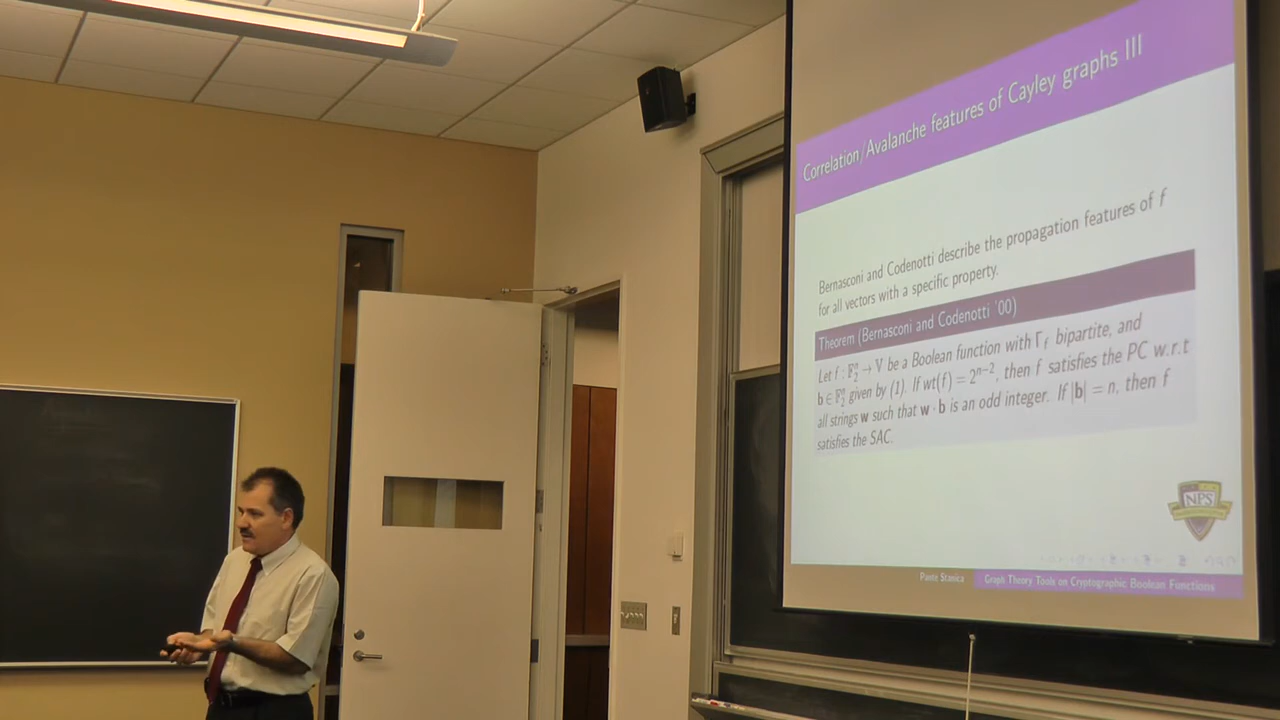 Correlation/Avalanche features of Cayley graphs III
Bernasconi and Codenotti describe the propagation features of f
for all vectors with a specific property.
Theorem (Bernasconi and Codenotti '00)
Let f : 𝔽₂ⁿ → V be a Boolean function with Γ_f bipartite, and
b ∈ 𝔽₂ⁿ given by (1). If wt(f) = 2ⁿ⁻², then f satisfies the PC w.r.t
all strings w such that w · b is an odd integer. If |b| = n, then f
satisfies the SAC.
NPS
Pante Stanica Graph Theory Tools on Cryptographic Boolean Functions